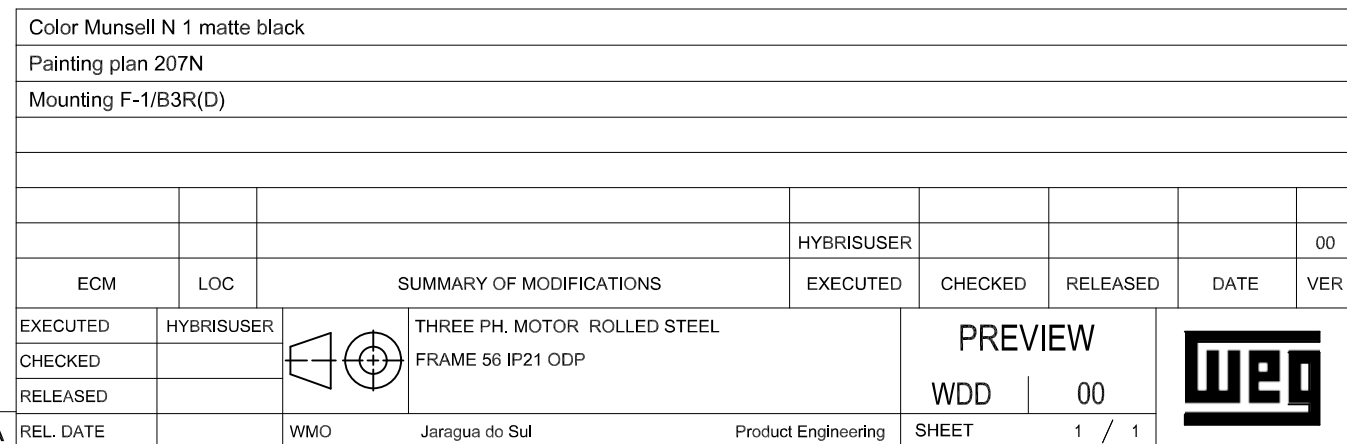 Color Munsell N 1 matte black
Painting plan 207N
Mounting F-1/B3R(D)
HYBRISUSER 00
ECM LOC SUMMARY OF MODIFICATIONS EXECUTED CHECKED RELEASED DATE VER
EXECUTED HYBRISUSER THREE PH. MOTOR ROLLED STEEL PREVIEW
CHECKED FRAME 56 IP21 ODP
RELEASED WDD 00
A REL. DATE WMO Jaragua do Sul Product Engineering SHEET 1 / 1
weg